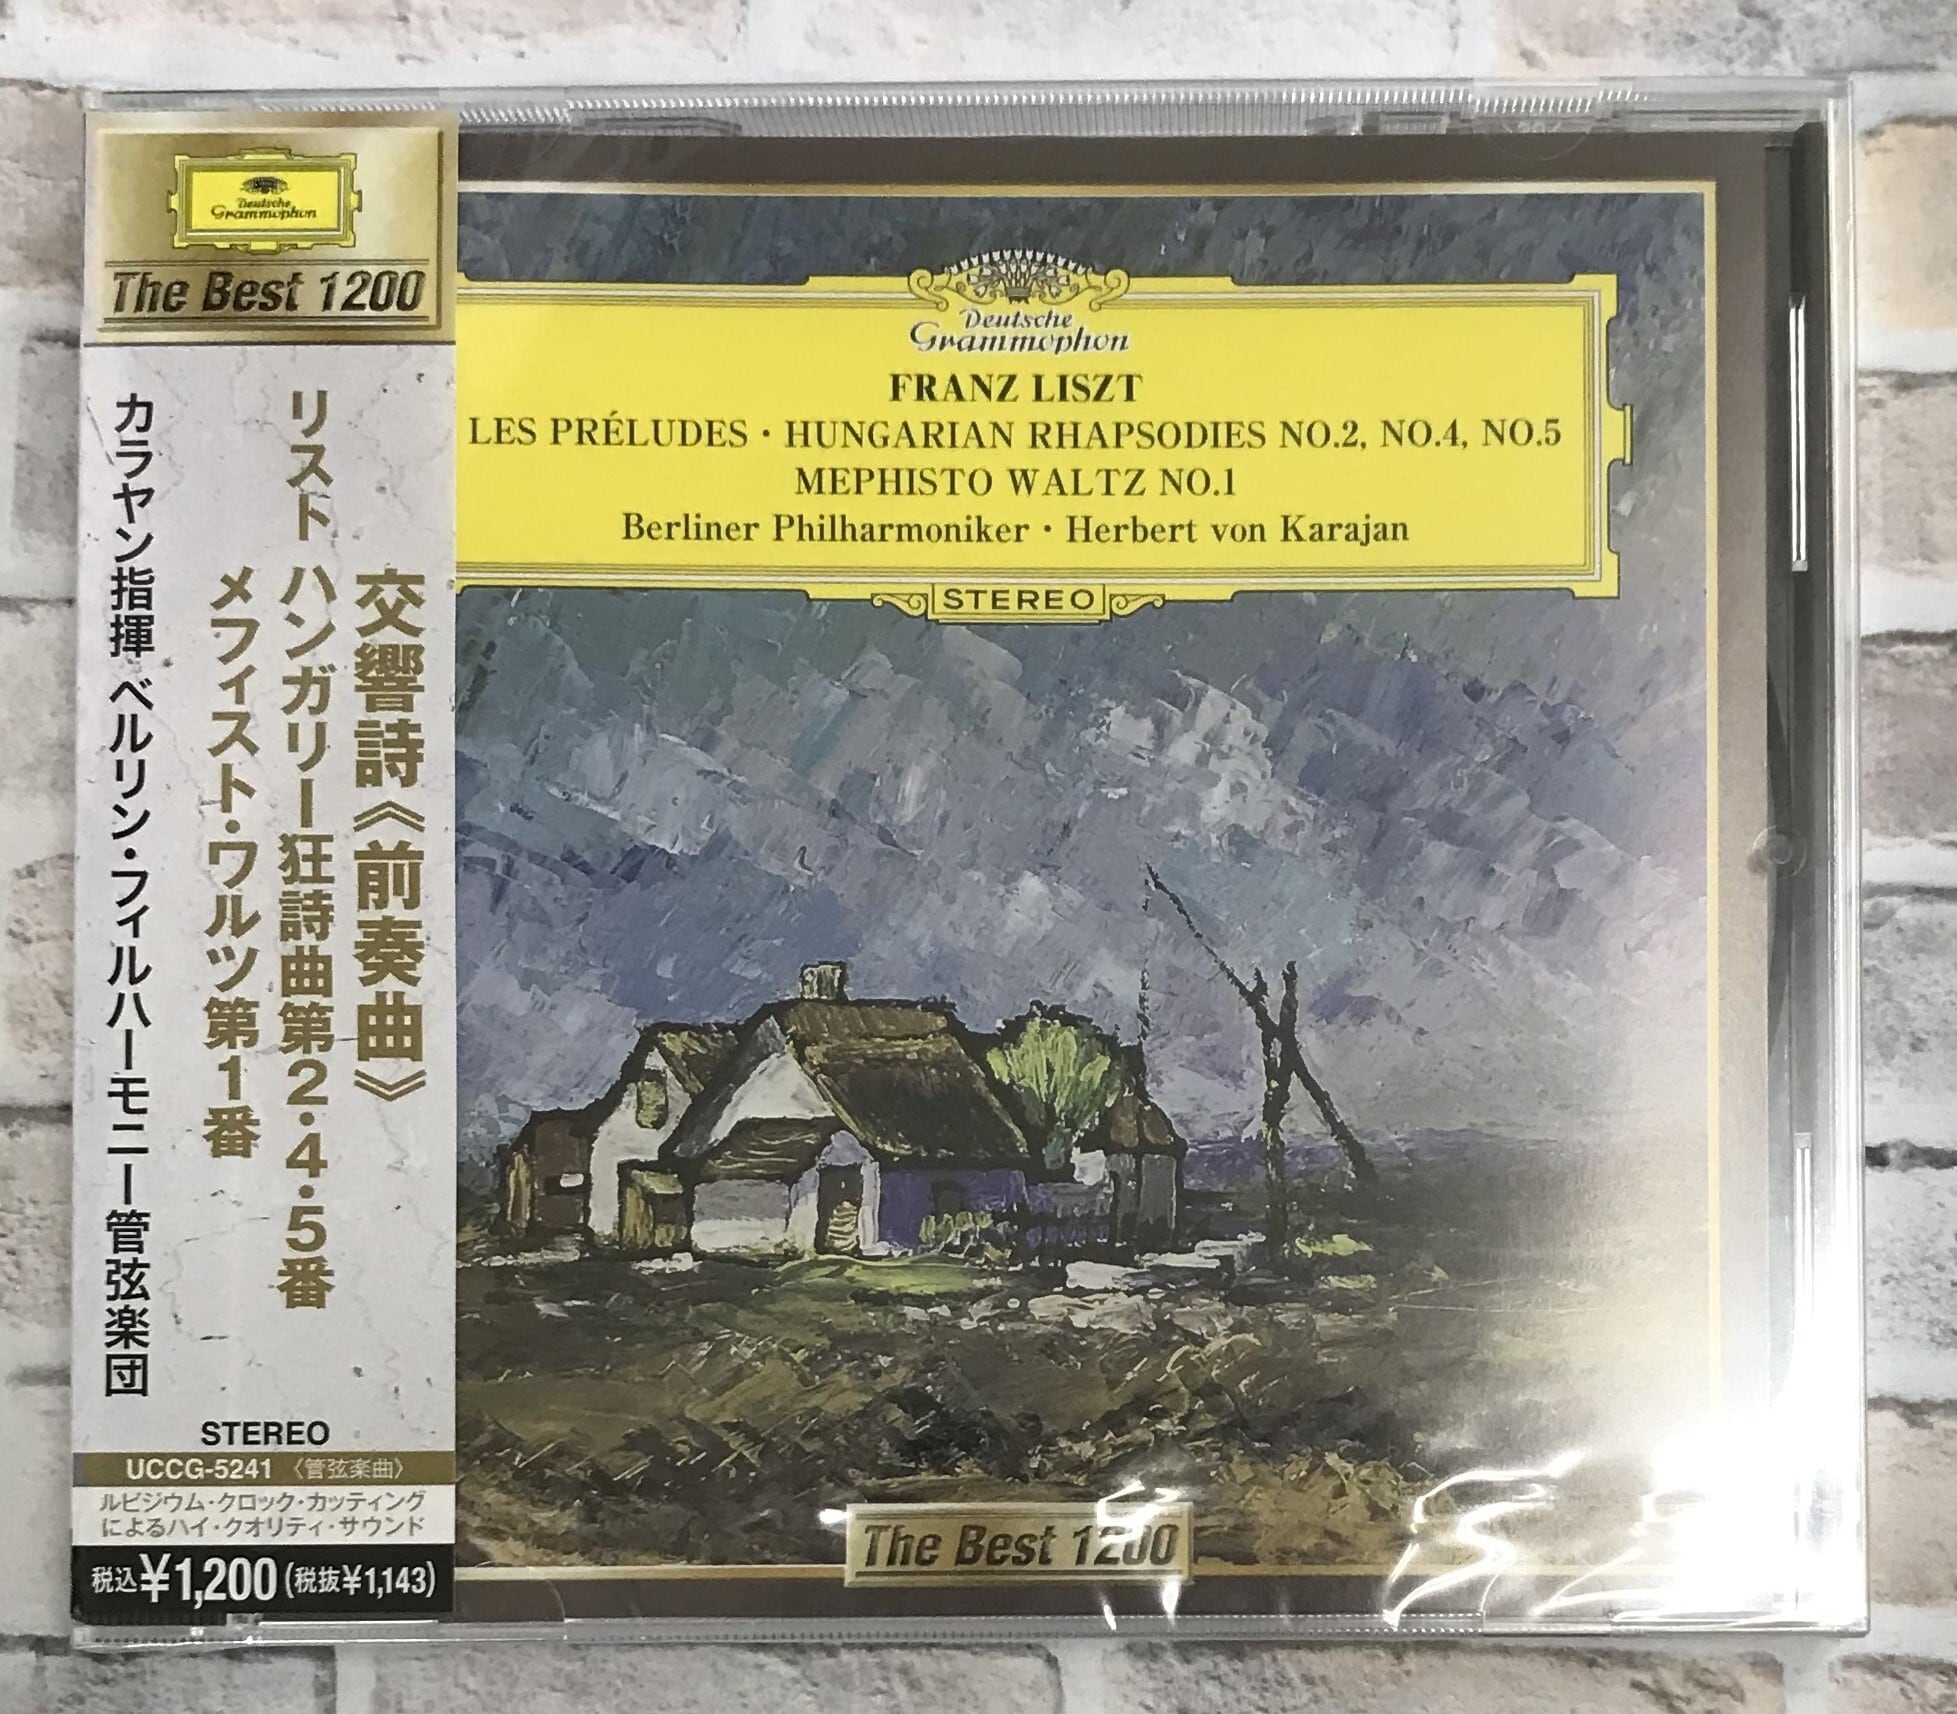 Deutsche
Grammophon
The Best 1200
交響詩《前奏曲》
リスト ハンガリー狂詩曲第2・4・5番
メフィスト・ワルツ第1番
カラヤン指揮 ベルリン・フィルハーモニー管弦楽団
STEREO
UCCG-5241 〈管弦楽曲〉
ルビジウム・クロック・カッティング
によるハイ・クオリティ・サウンド
税込¥1,200(税抜¥1,143)
Deutsche
Grammophon
FRANZ LISZT
LES PRÉLUDES・HUNGARIAN RHAPSODIES NO.2, NO.4, NO.5
MEPHISTO WALTZ NO.1
Berliner Philharmoniker・Herbert von Karajan
STEREO
The Best 1200